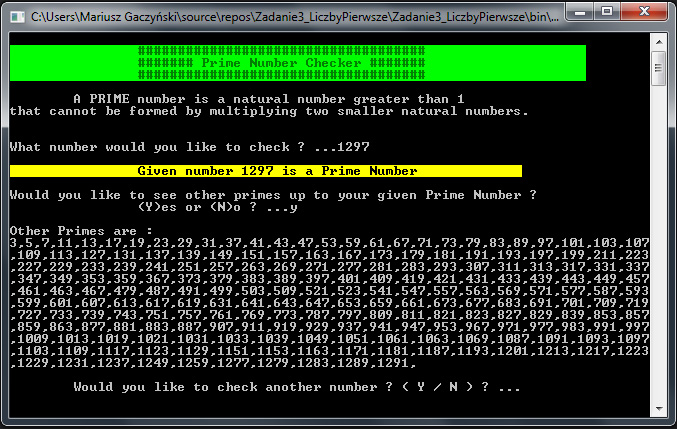 C:\Users\Mariusz Gaczyński\source\repos\Zadanie3_LiczbyPierwsze\Zadanie3_LiczbyPierwsze\bin\...
####################################
####### Prime Number Checker #######
####################################
A PRIME number is a natural number greater than 1
that cannot be formed by multiplying two smaller natural numbers.
What number would you like to check ? ...1297
Given number 1297 is a Prime Number
Would you like to see other primes up to your given Prime Number ?
(Y)es or (N)o ? ...y
Other Primes are :
3,5,7,11,13,17,19,23,29,31,37,41,43,47,53,59,61,67,71,73,79,83,89,97,101,103,107
,109,113,127,131,137,139,149,151,157,163,167,173,179,181,191,193,197,199,211,223
,227,229,233,239,241,251,257,263,269,271,277,281,283,293,307,311,313,317,331,337
,347,349,353,359,367,373,379,383,389,397,401,409,419,421,431,433,439,443,449,457
,461,463,467,479,487,491,499,503,509,521,523,541,547,557,563,569,571,577,587,593
,599,601,607,613,617,619,631,641,643,647,653,659,661,673,677,683,691,701,709,719
,727,733,739,743,751,757,761,769,773,787,797,809,811,821,823,827,829,839,853,857
,859,863,877,881,883,887,907,911,919,929,937,941,947,953,967,971,977,983,991,997
,1009,1013,1019,1021,1031,1033,1039,1049,1051,1061,1063,1069,1087,1091,1093,1097
,1103,1109,1117,1123,1129,1151,1153,1163,1171,1181,1187,1193,1201,1213,1217,1223
,1229,1231,1237,1249,1259,1277,1279,1283,1289,1291,
Would you like to check another number ? ( Y / N ) ? ...